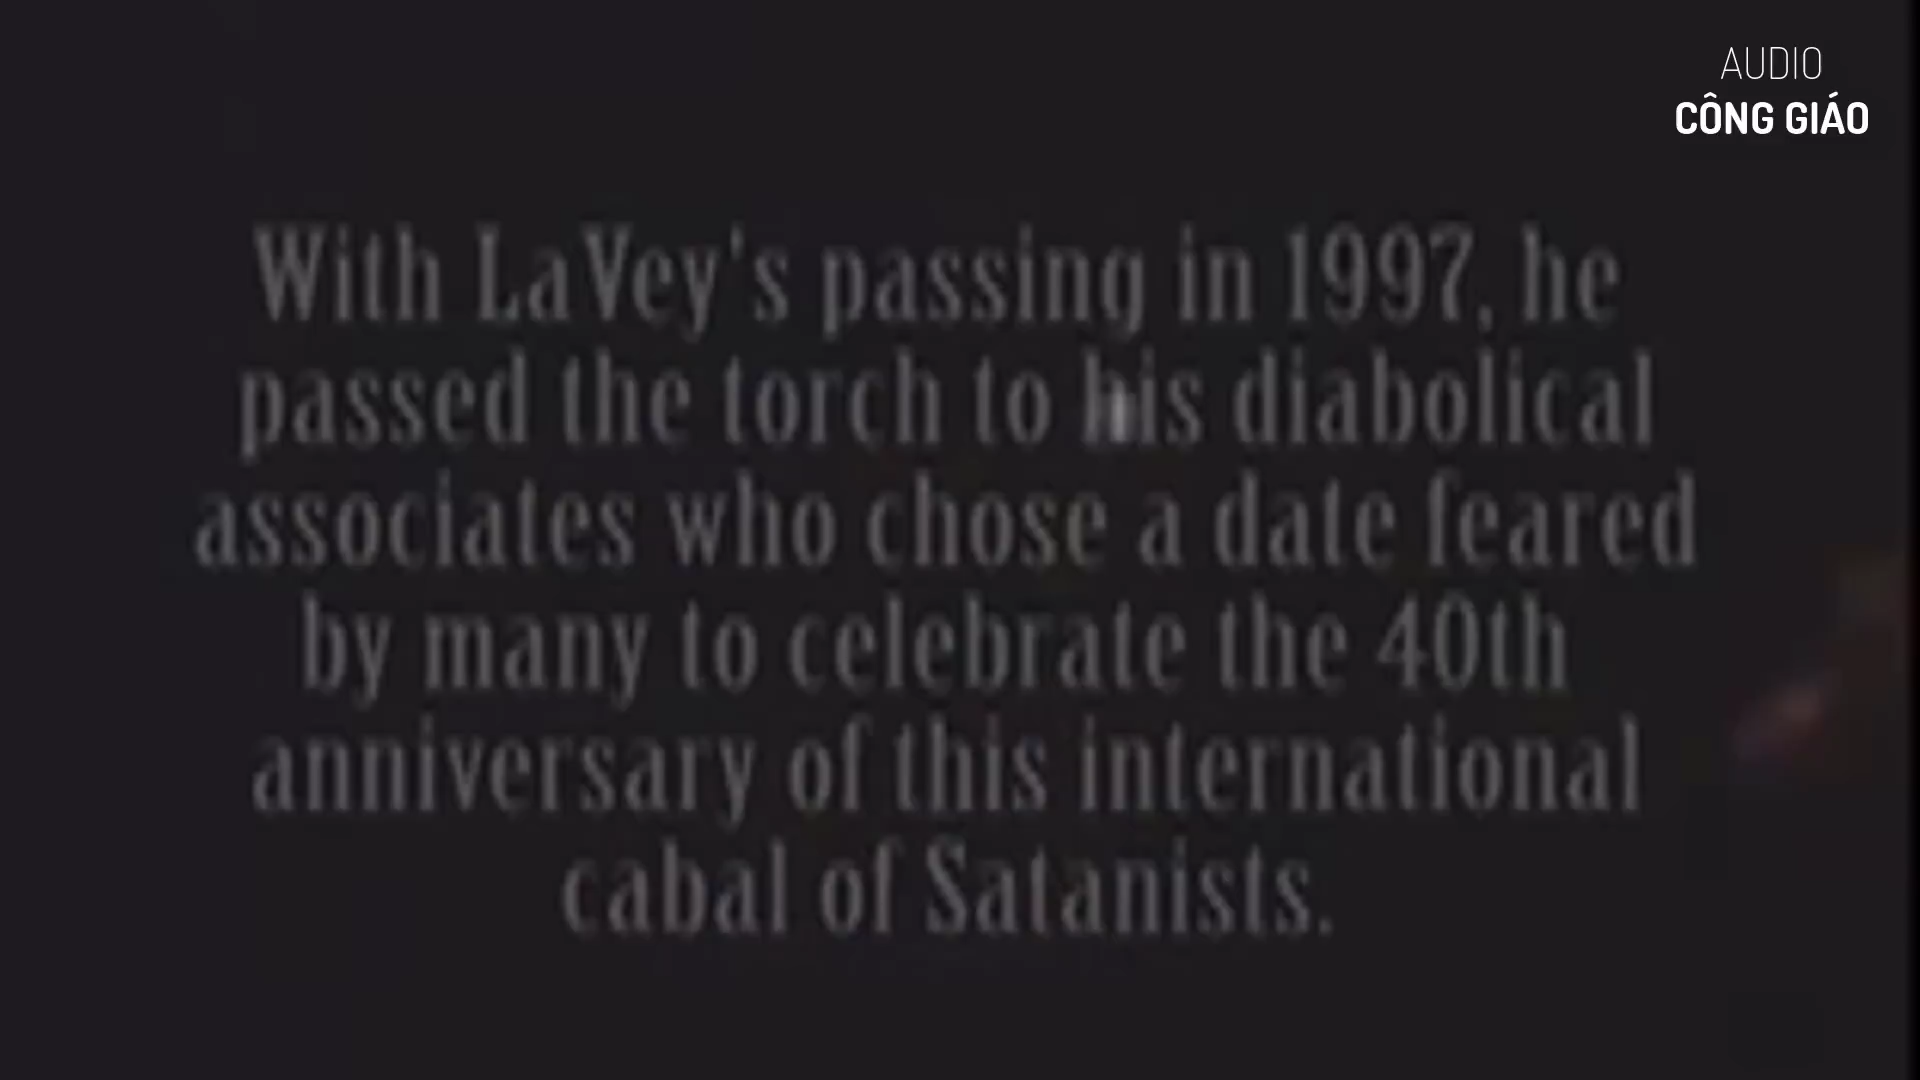 AUDIO
CÔNG GIÁO
With LaVey's passing in 1997, he
passed the torch to his diabolical
associates who chose a date feared
by many to celebrate the 40th
anniversary of this international
cabal of Satanists.